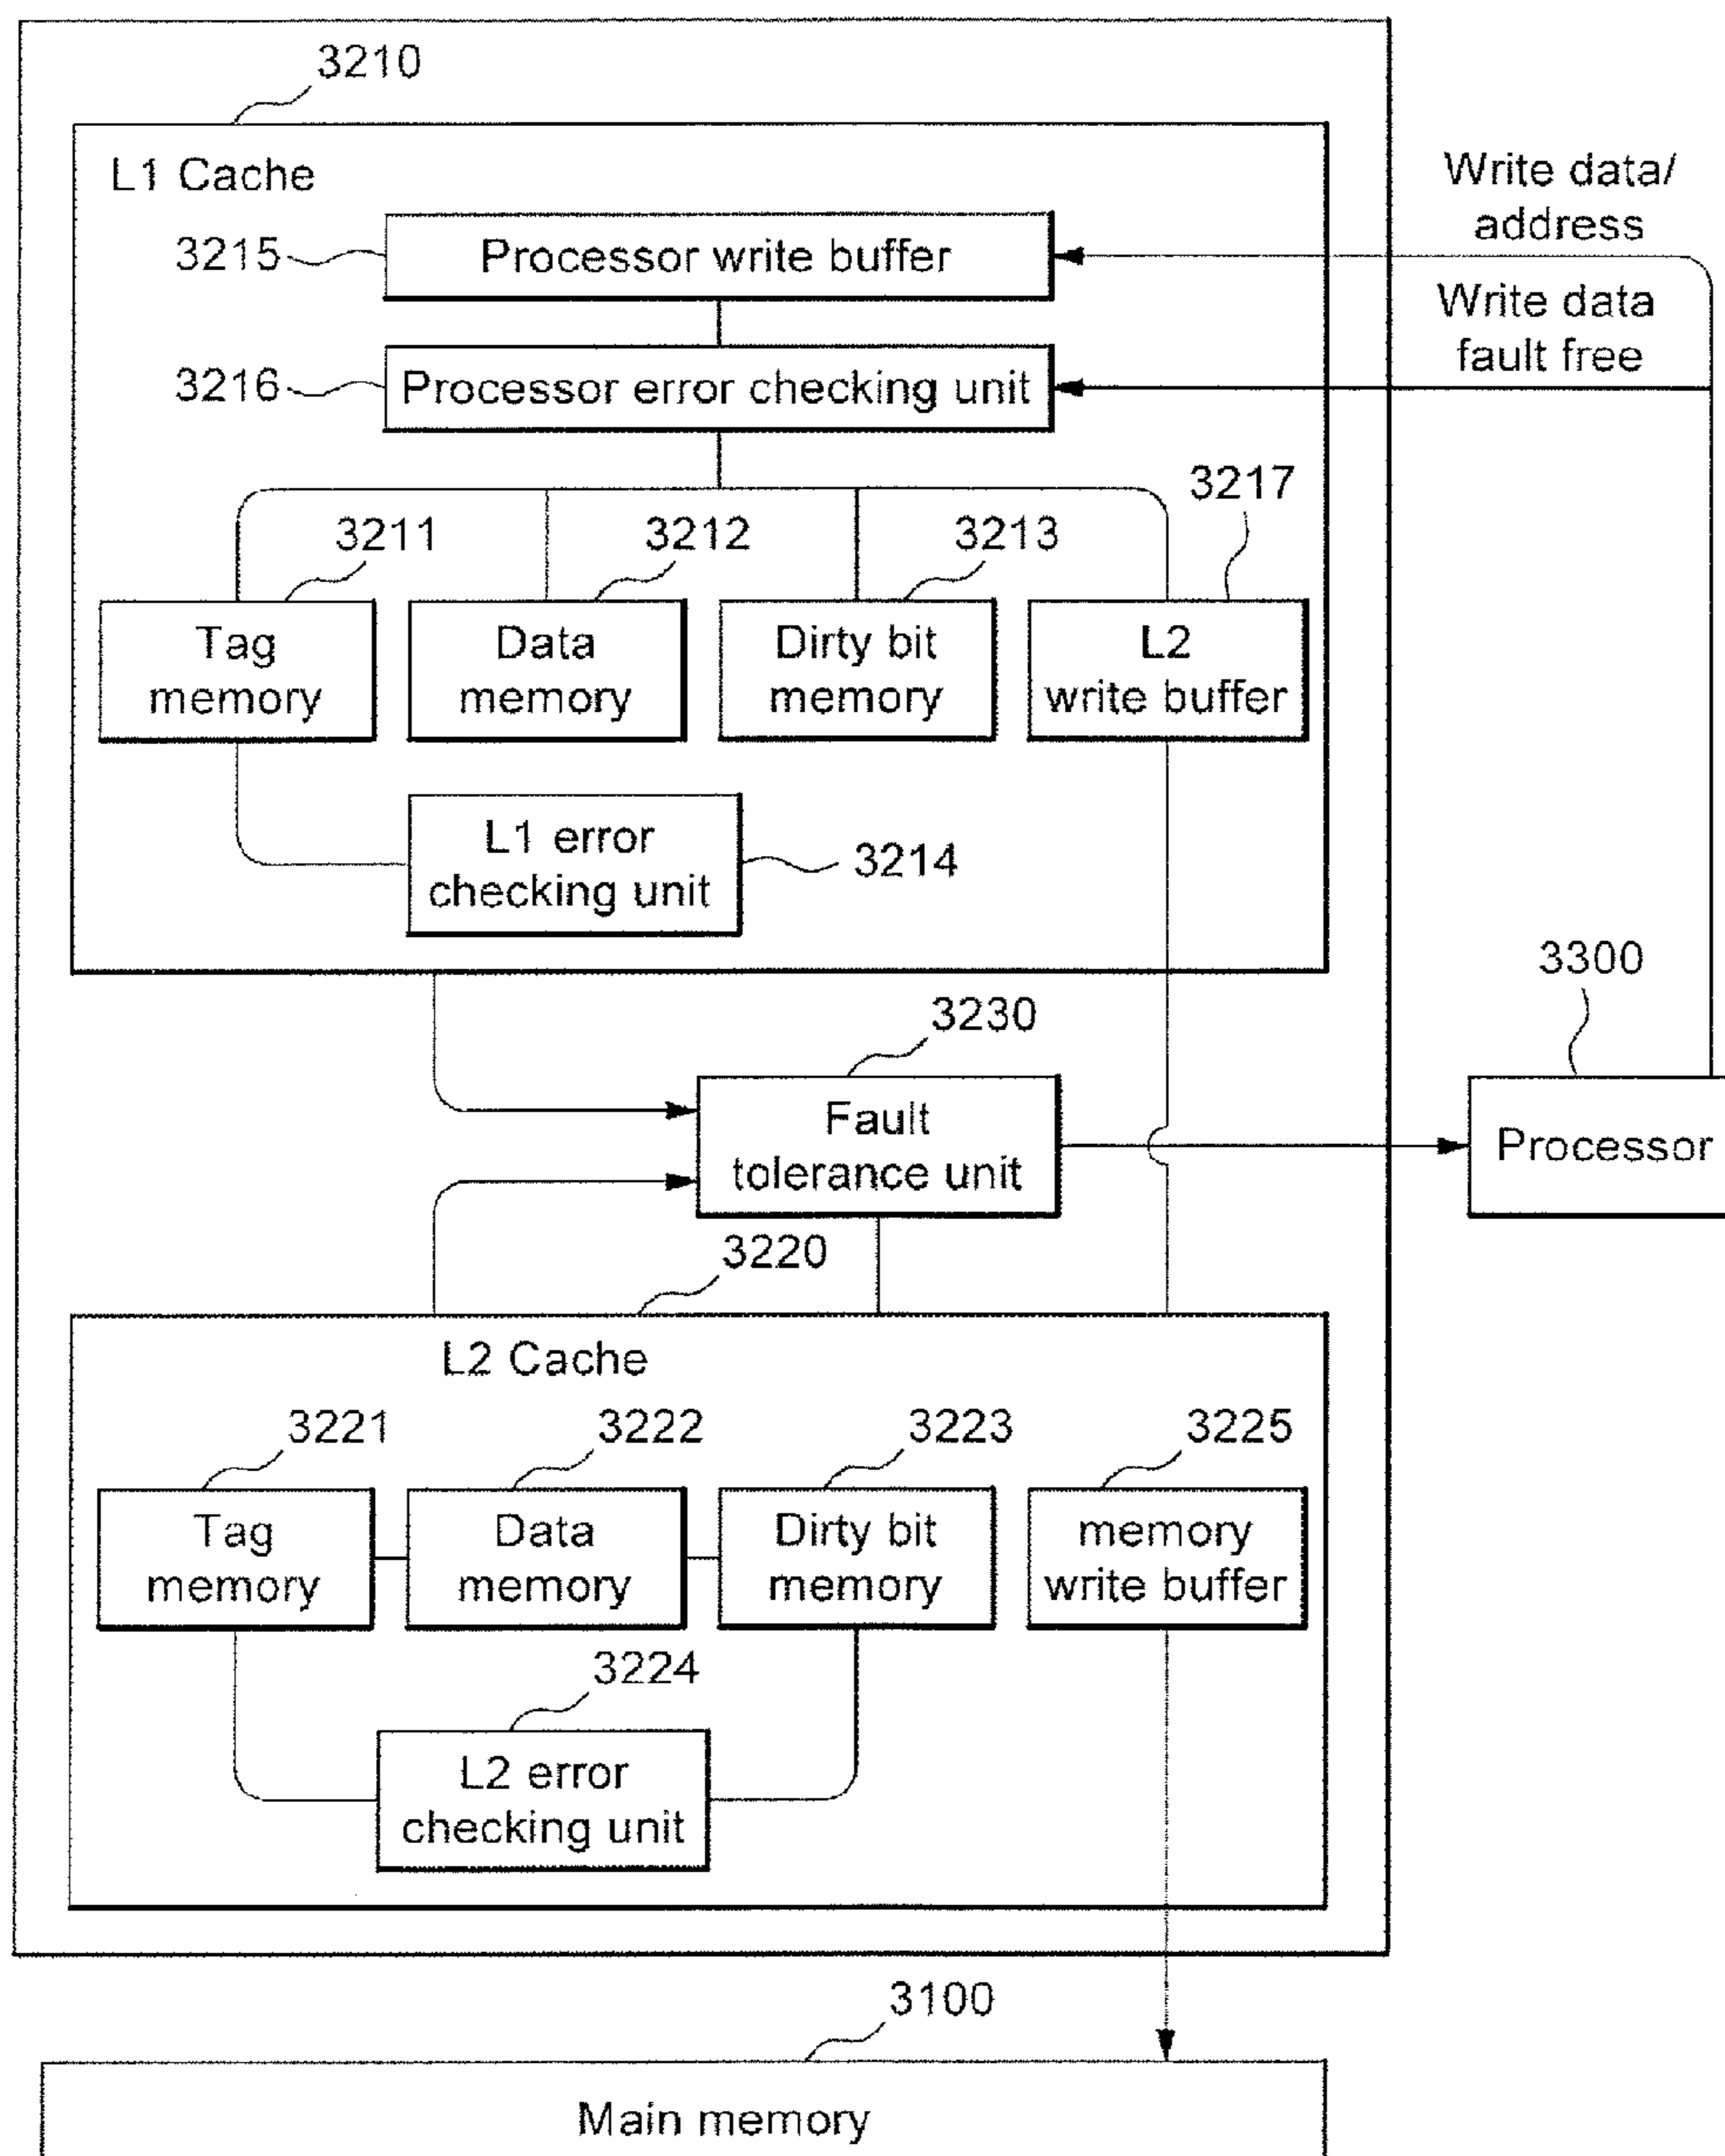 3210
L1 Cache
Write data/
address
3215
Processor write buffer
Write data
fault free
3216
Processor error checking unit
3217
3211
3212
3213
Tag
memory
Data
memory
Dirty bit
memory
L2
write buffer
L1 error
checking unit
3214
3300
3230
Fault
tolerance unit
Processor
3220
L2 Cache
3221
3222
3223
3225
Tag
memory
Data
memory
Dirty bit
memory
memory
write buffer
3224
L2 error
checking unit
3100
Main memory